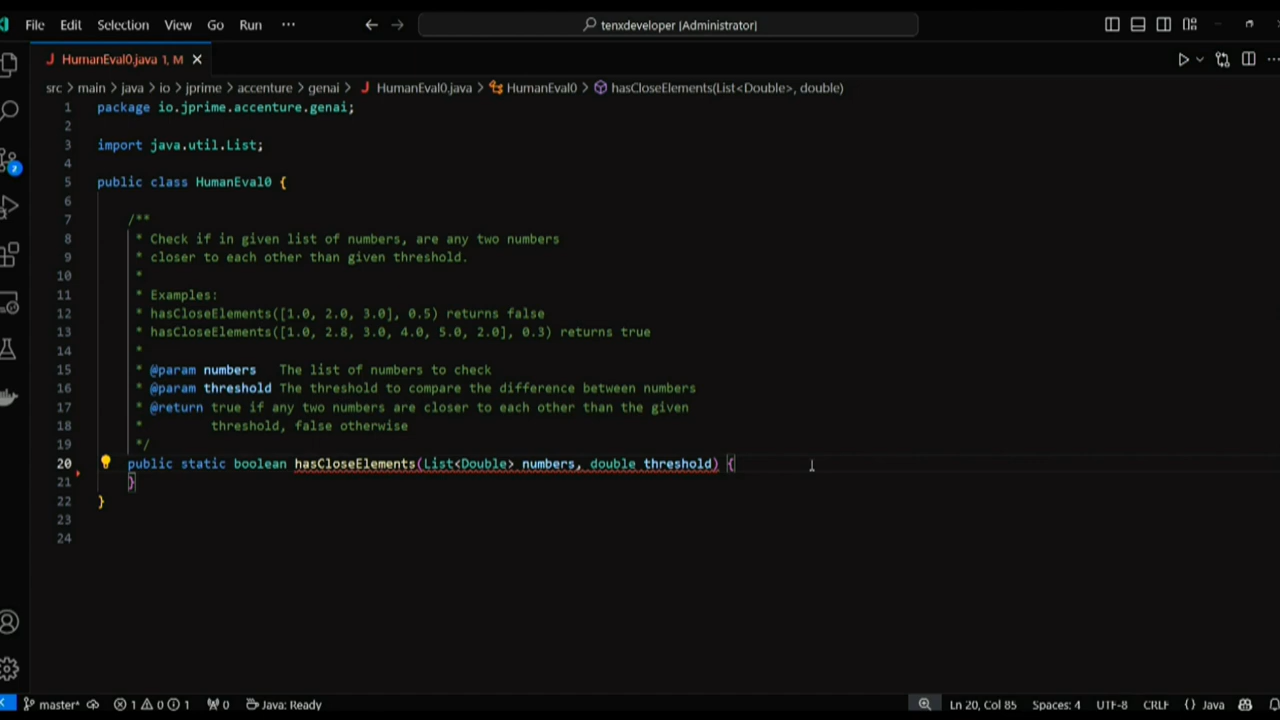 File Edit Selection View Go Run ··· tenxdeveloper [Administrator]
J HumanEval0.java 1, M
src > main > java > io > jprime > accenture > genai > J HumanEval0.java > HumanEval0 > hasCloseElements(List<Double>, double)
1 package io.jprime.accenture.genai;
2
3 import java.util.List;
4
5 public class HumanEval0 {
6
7 /**
8 * Check if in given list of numbers, are any two numbers
9 * closer to each other than given threshold.
10 *
11 * Examples:
12 * hasCloseElements([1.0, 2.0, 3.0], 0.5) returns false
13 * hasCloseElements([1.0, 2.8, 3.0, 4.0, 5.0, 2.0], 0.3) returns true
14 *
15 * @param numbers The list of numbers to check
16 * @param threshold The threshold to compare the difference between numbers
17 * @return true if any two numbers are closer to each other than the given
18 * threshold, false otherwise
19 */
20 public static boolean hasCloseElements(List<Double> numbers, double threshold) {
21 }
22 }
23
24
7
master* 1 0 1 0 Java: Ready Ln 20, Col 85 Spaces: 4 UTF-8 CRLF {} Java